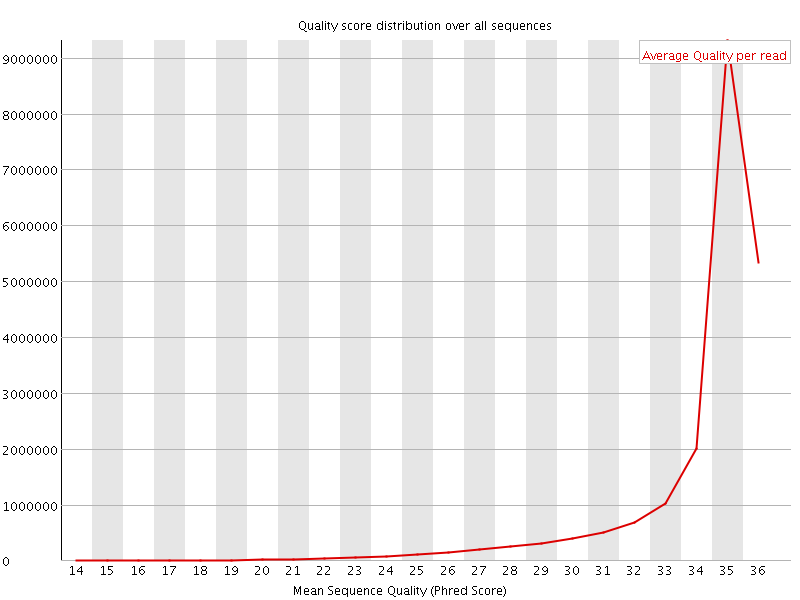 Quality score distribution over all sequences
Average Quality per read
9000000
8000000
7000000
6000000
5000000
4000000
3000000
2000000
1000000
0
14 15 16 17 18 19 20 21 22 23 24 25 26 27 28 29 30 31 32 33 34 35 36
Mean Sequence Quality (Phred Score)